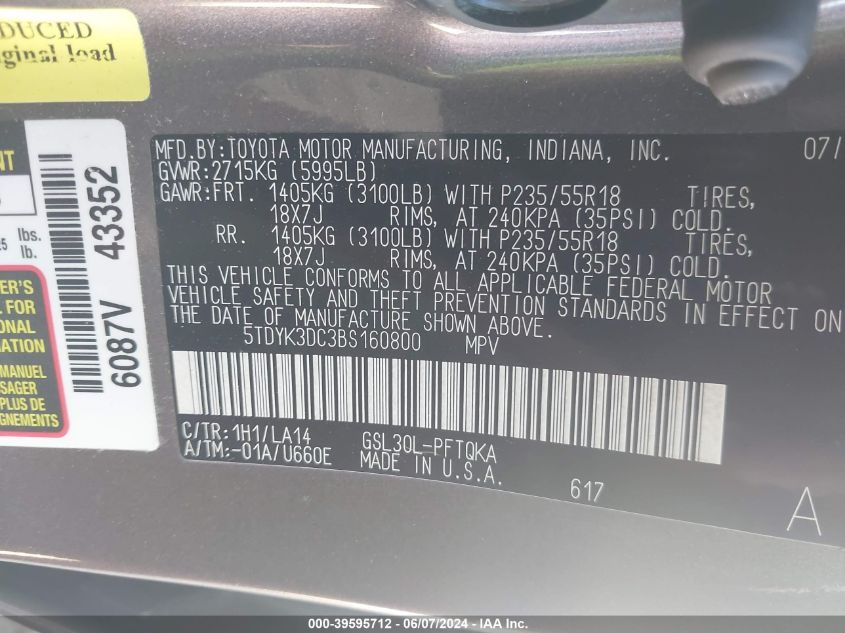 DUCED
ginal load
lbs.
lb.
6087V 43352
ER'S
L FOR
ONAL
MATION
MANUEL
SAGER
PLUS DE
GNEMENTS
MFD.BY:TOYOTA MOTOR MANUFACTURING, INDIANA, INC. 07/
GVWR:2715KG (5995LB)
GAWR:FRT. 1405KG (3100LB) WITH P235/55R18 TIRES,
18X7J RIMS, AT 240KPA (35PSI) COLD.
RR. 1405KG (3100LB) WITH P235/55R18 TIRES,
18X7J RIMS, AT 240KPA (35PSI) COLD.
THIS VEHICLE CONFORMS TO ALL APPLICABLE FEDERAL MOTOR
VEHICLE SAFETY AND THEFT PREVENTION STANDARDS IN EFFECT ON
THE DATE OF MANUFACTURE SHOWN ABOVE.
5TDYK3DC3BS160800 MPV
C/TR:1H1/LA14 GSL30L-PFTQKA
A/TM:-01A/U660E MADE IN U.S.A.
617
A
000-39595712 - 06/07/2024 - IAA Inc.